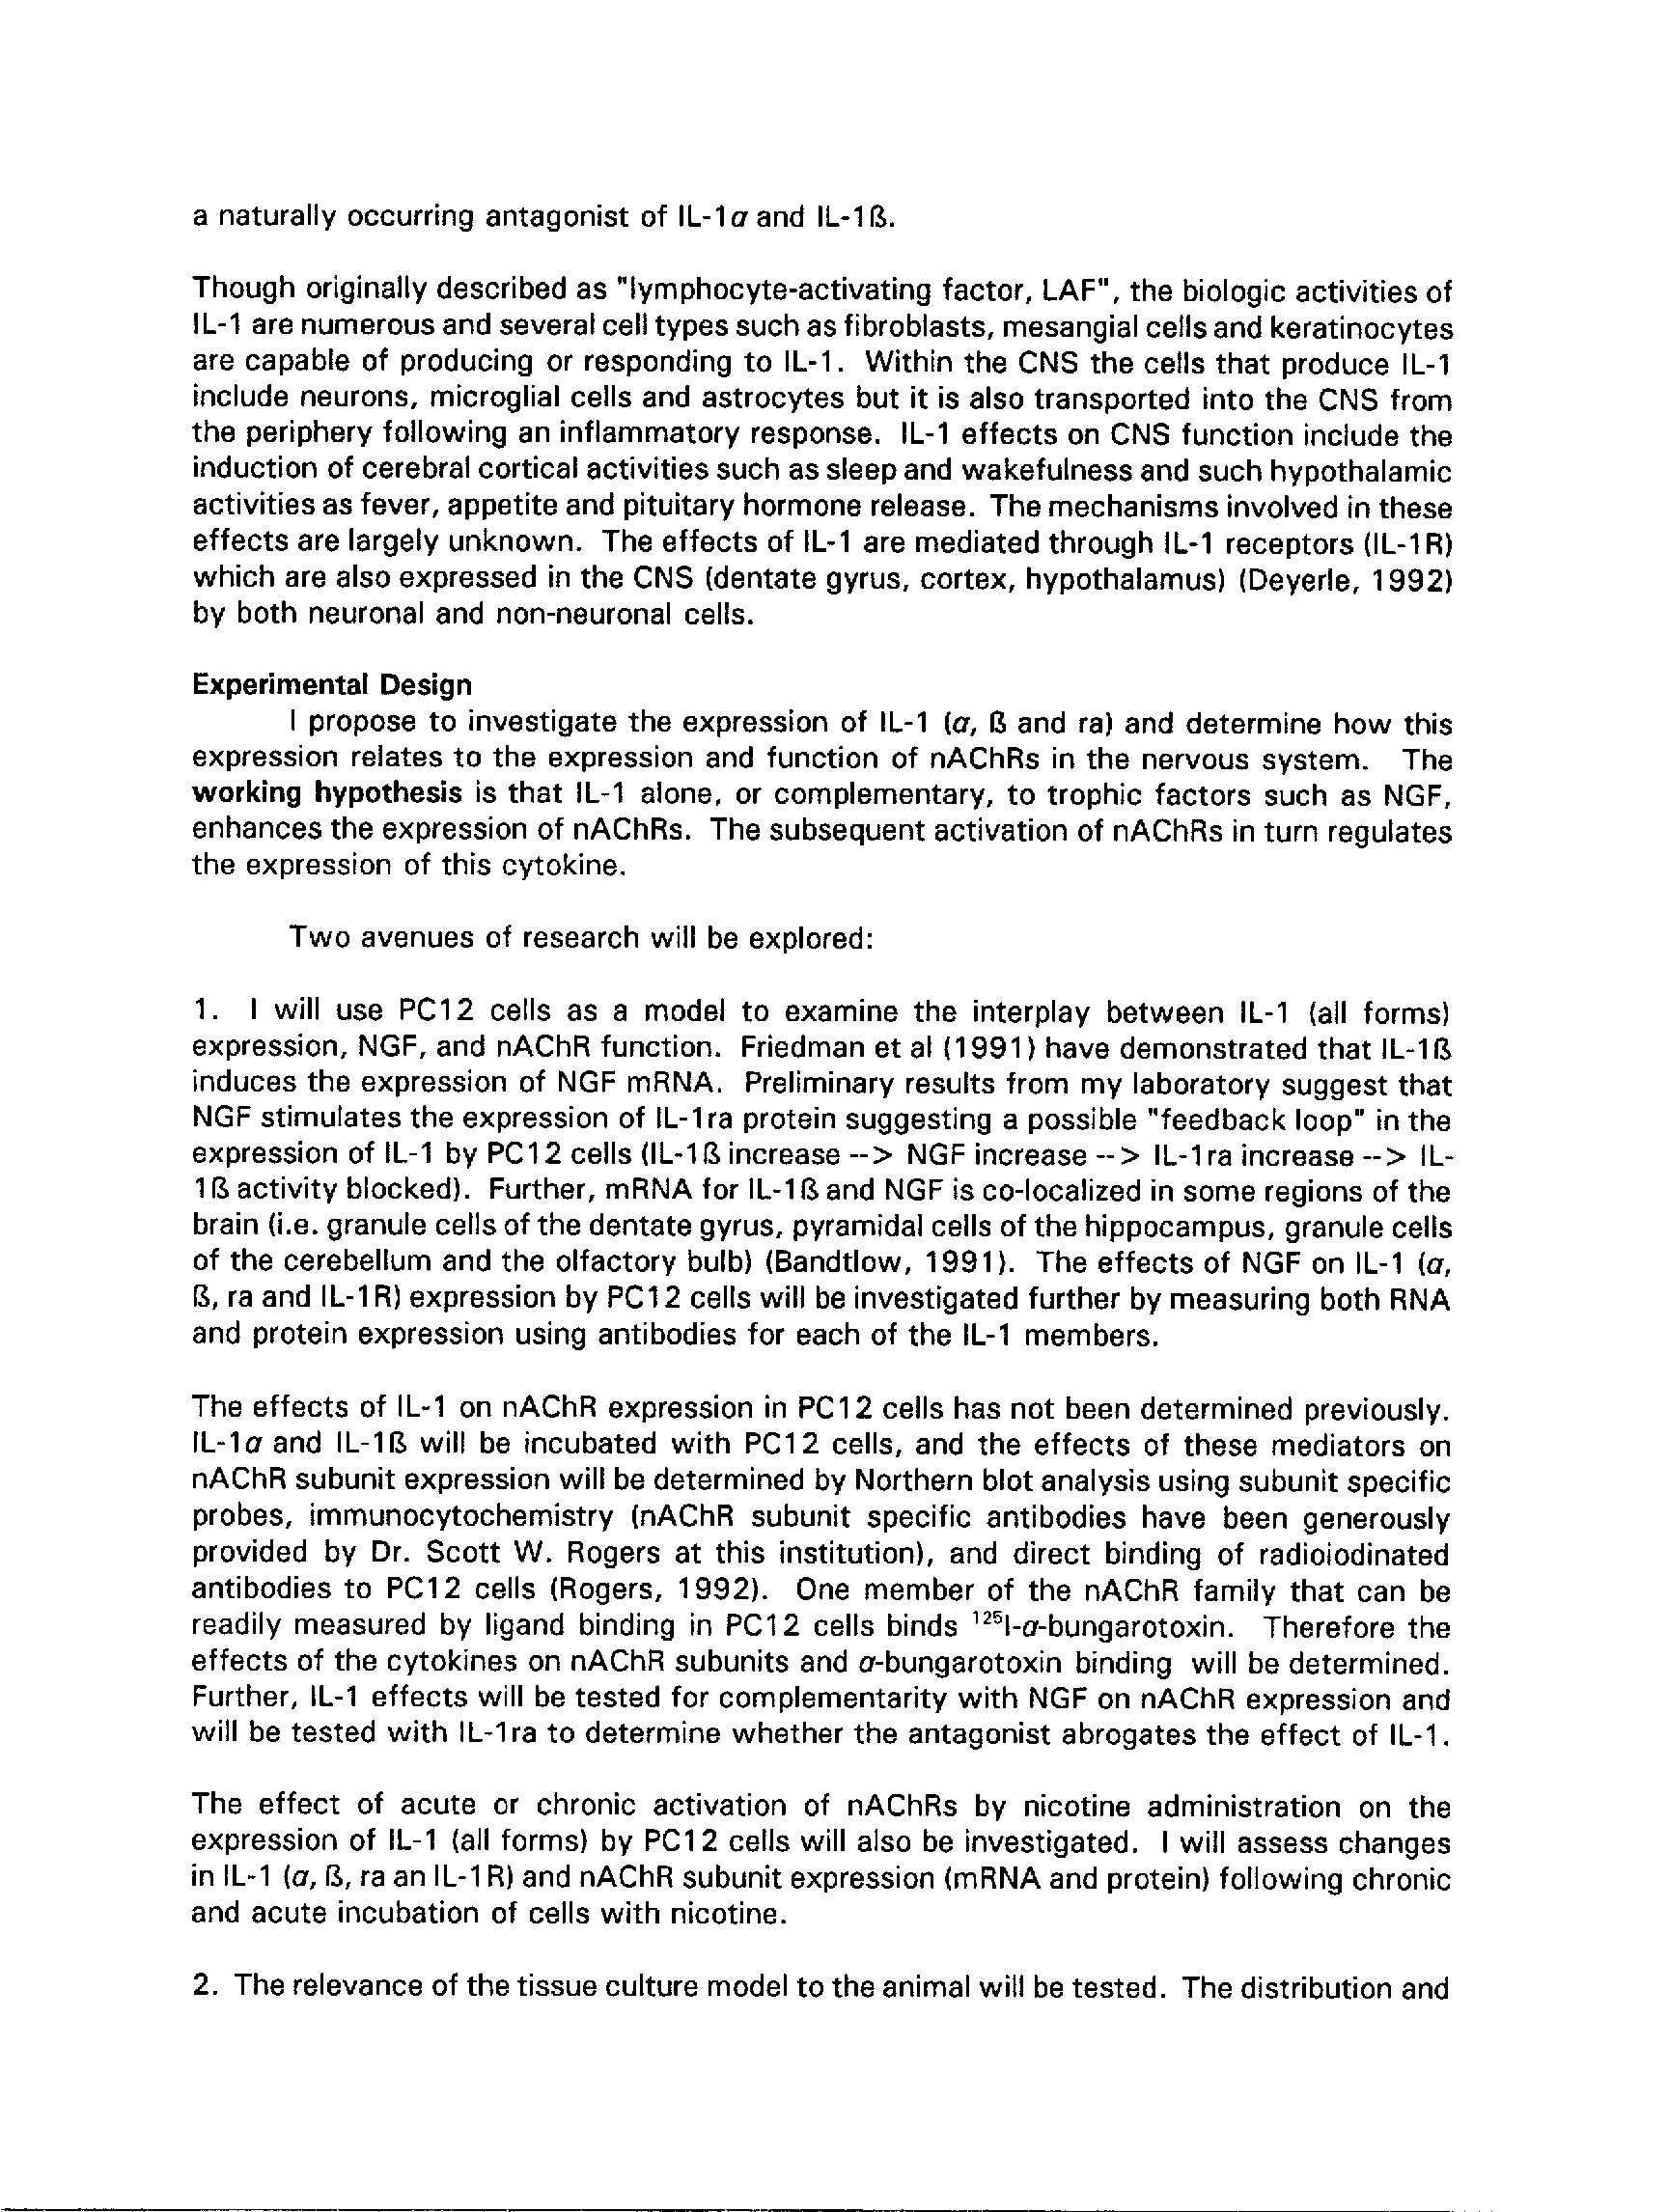 a naturally occurring antagonist of IL-1α and IL-1ß.
Though originally described as "lymphocyte-activating factor, LAF", the biologic activities of
IL-1 are numerous and several cell types such as fibroblasts, mesangial cells and keratinocytes
are capable of producing or responding to IL-1. Within the CNS the cells that produce IL-1
include neurons, microglial cells and astrocytes but it is also transported into the CNS from
the periphery following an inflammatory response. IL-1 effects on CNS function include the
induction of cerebral cortical activities such as sleep and wakefulness and such hypothalamic
activities as fever, appetite and pituitary hormone release. The mechanisms involved in these
effects are largely unknown. The effects of IL-1 are mediated through IL-1 receptors (IL-1R)
which are also expressed in the CNS (dentate gyrus, cortex, hypothalamus) (Deyerle, 1992)
by both neuronal and non-neuronal cells.
Experimental Design
I propose to investigate the expression of IL-1 (α, ß and ra) and determine how this
expression relates to the expression and function of nAChRs in the nervous system. The
working hypothesis is that IL-1 alone, or complementary, to trophic factors such as NGF,
enhances the expression of nAChRs. The subsequent activation of nAChRs in turn regulates
the expression of this cytokine.
Two avenues of research will be explored:
1. I will use PC12 cells as a model to examine the interplay between IL-1 (all forms)
expression, NGF, and nAChR function. Friedman et al (1991) have demonstrated that IL-1ß
induces the expression of NGF mRNA. Preliminary results from my laboratory suggest that
NGF stimulates the expression of IL-1ra protein suggesting a possible "feedback loop" in the
expression of IL-1 by PC12 cells (IL-1ß increase --> NGF increase --> IL-1ra increase --> IL-
1ß activity blocked). Further, mRNA for IL-1ß and NGF is co-localized in some regions of the
brain (i.e. granule cells of the dentate gyrus, pyramidal cells of the hippocampus, granule cells
of the cerebellum and the olfactory bulb) (Bandtlow, 1991). The effects of NGF on IL-1 (α,
ß, ra and IL-1R) expression by PC12 cells will be investigated further by measuring both RNA
and protein expression using antibodies for each of the IL-1 members.
The effects of IL-1 on nAChR expression in PC12 cells has not been determined previously.
IL-1α and IL-1ß will be incubated with PC12 cells, and the effects of these mediators on
nAChR subunit expression will be determined by Northern blot analysis using subunit specific
probes, immunocytochemistry (nAChR subunit specific antibodies have been generously
provided by Dr. Scott W. Rogers at this institution), and direct binding of radioiodinated
antibodies to PC12 cells (Rogers, 1992). One member of the nAChR family that can be
readily measured by ligand binding in PC12 cells binds ¹²⁵I-α-bungarotoxin. Therefore the
effects of the cytokines on nAChR subunits and α-bungarotoxin binding will be determined.
Further, IL-1 effects will be tested for complementarity with NGF on nAChR expression and
will be tested with IL-1ra to determine whether the antagonist abrogates the effect of IL-1.
The effect of acute or chronic activation of nAChRs by nicotine administration on the
expression of IL-1 (all forms) by PC12 cells will also be investigated. I will assess changes
in IL-1 (α, ß, ra an IL-1R) and nAChR subunit expression (mRNA and protein) following chronic
and acute incubation of cells with nicotine.
2. The relevance of the tissue culture model to the animal will be tested. The distribution and